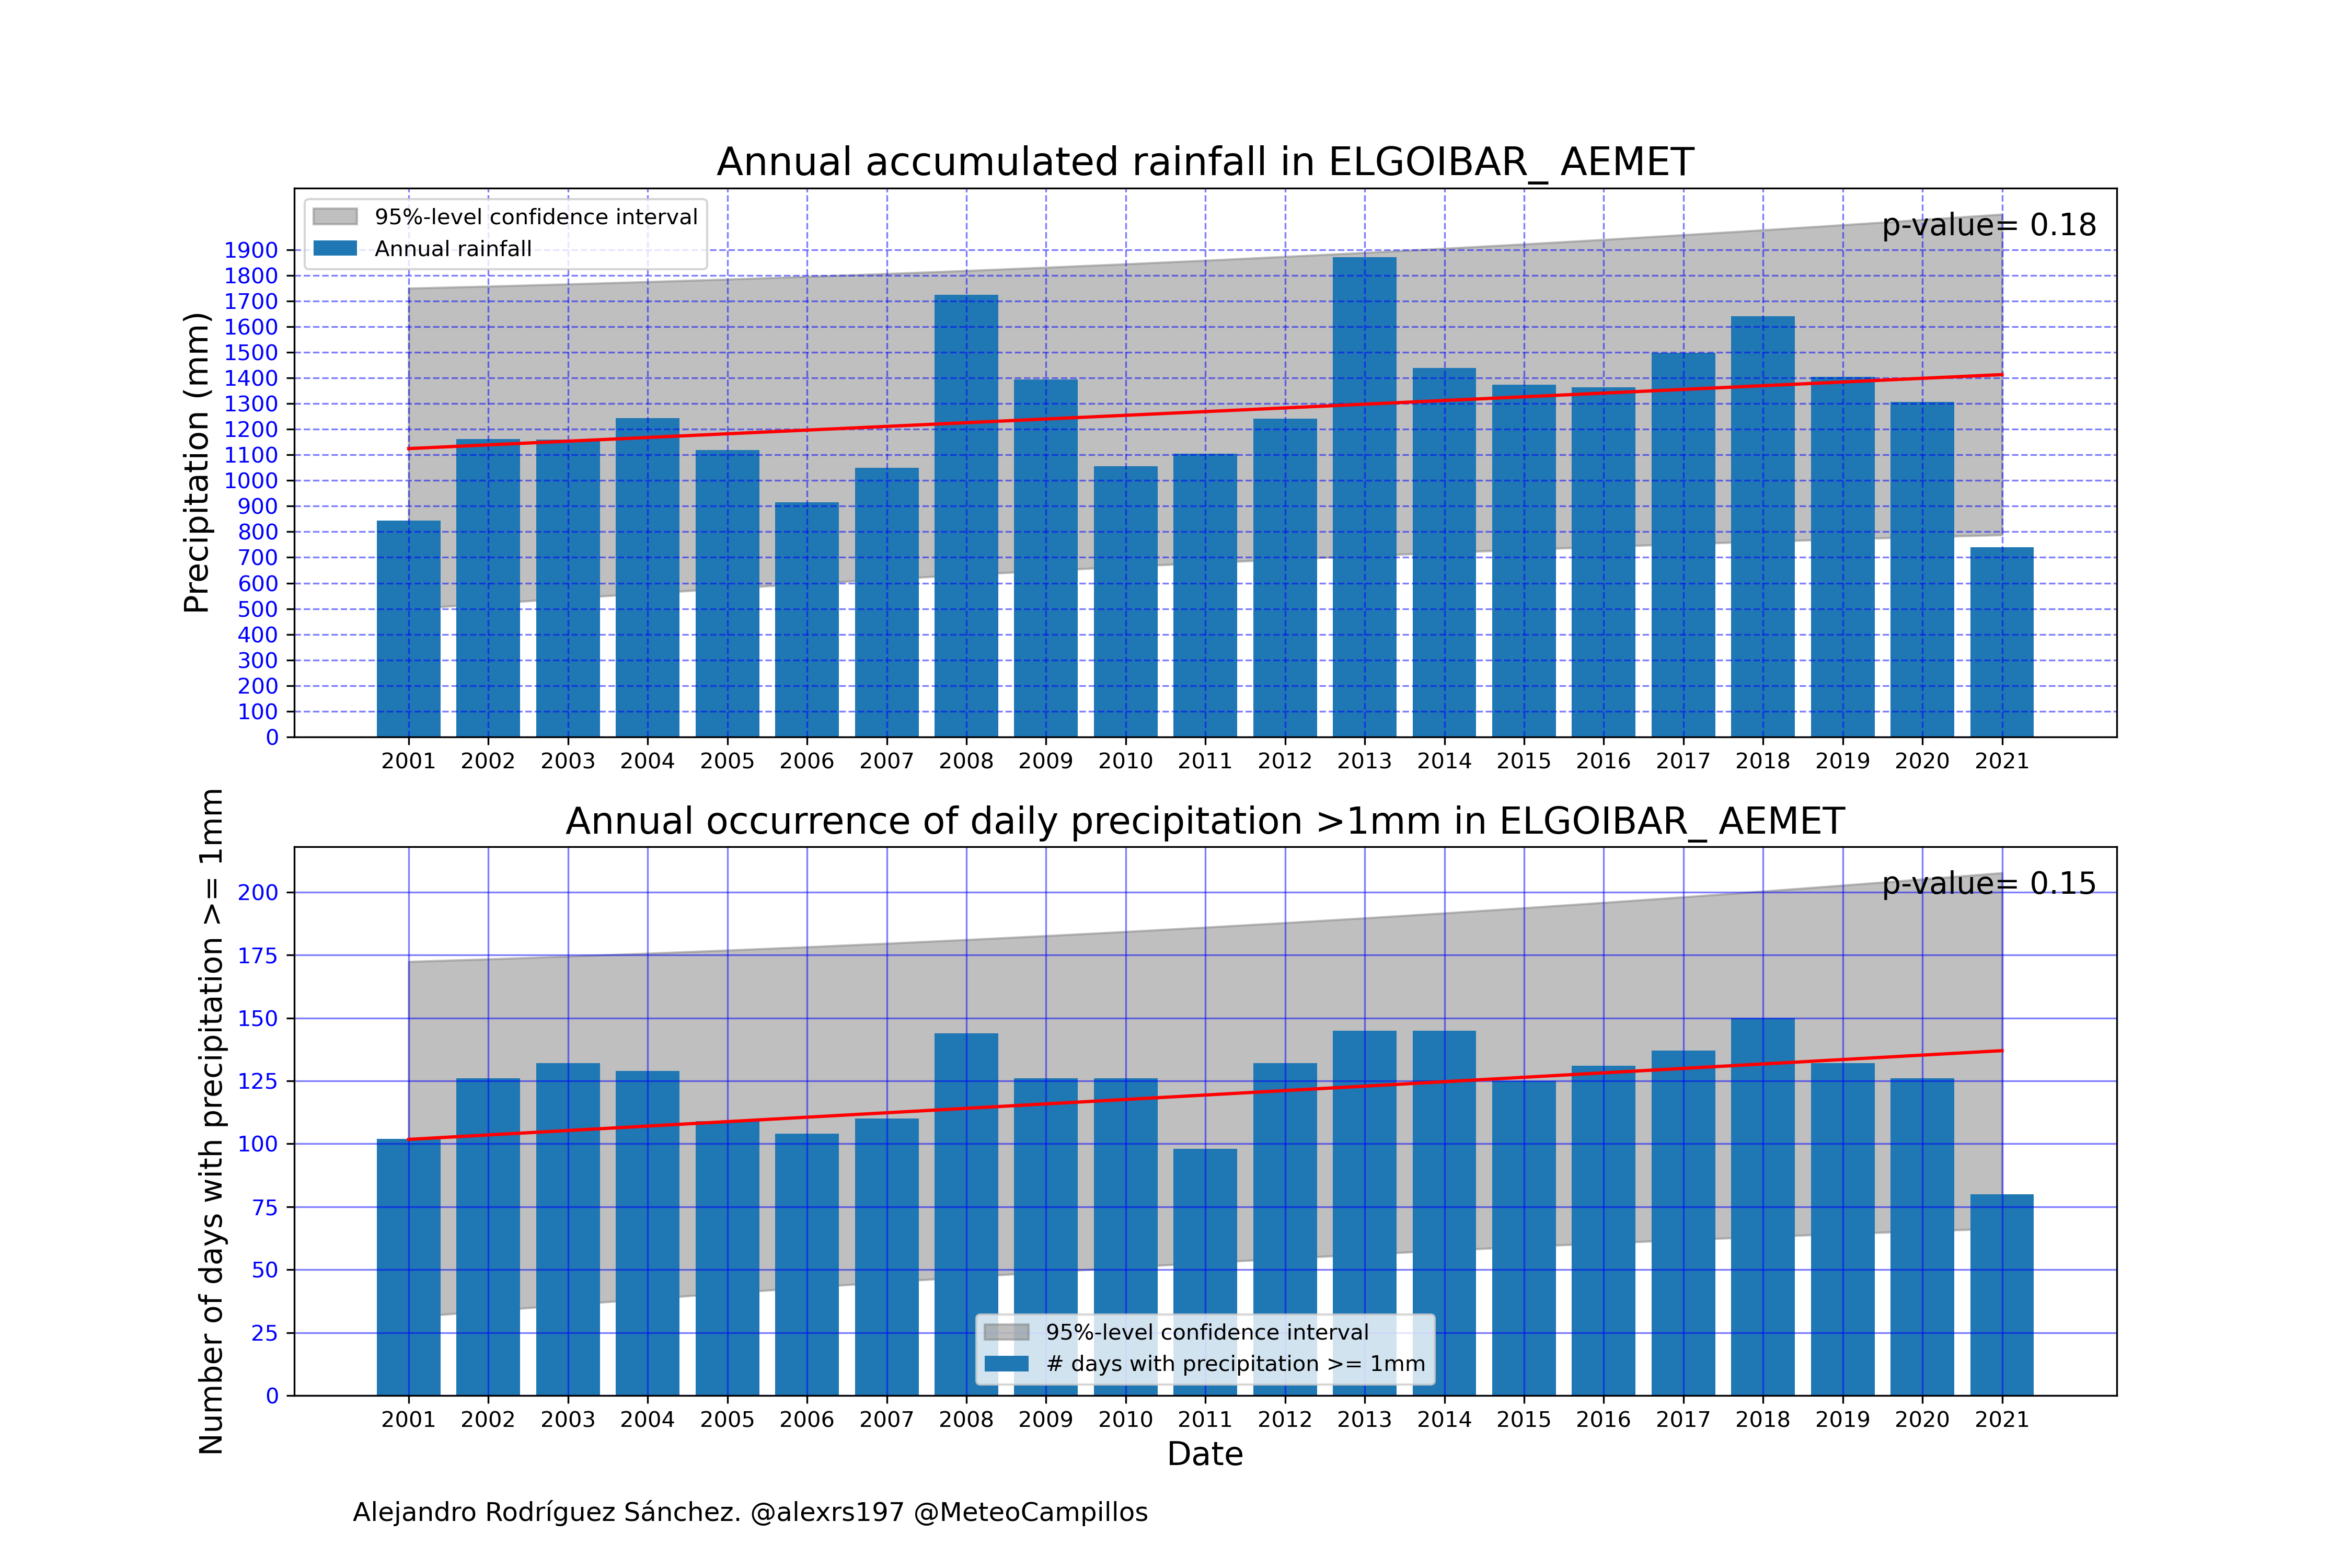 Annual accumulated rainfall in ELGOIBAR_ AEMET
95%-level confidence interval
Annual rainfall
p-value= 0.18
Precipitation (mm)
1900
1800
1700
1600
1500
1400
1300
1200
1100
1000
900
800
700
600
500
400
300
200
100
0
2001 2002 2003 2004 2005 2006 2007 2008 2009 2010 2011 2012 2013 2014 2015 2016 2017 2018 2019 2020 2021
Annual occurrence of daily precipitation >1mm in ELGOIBAR_ AEMET
p-value= 0.15
Number of days with precipitation >= 1mm
200
175
150
125
100
75
50
25
0
95%-level confidence interval
# days with precipitation >= 1mm
2001 2002 2003 2004 2005 2006 2007 2008 2009 2010 2011 2012 2013 2014 2015 2016 2017 2018 2019 2020 2021
Date
Alejandro Rodríguez Sánchez. @alexrs197 @MeteoCampillos